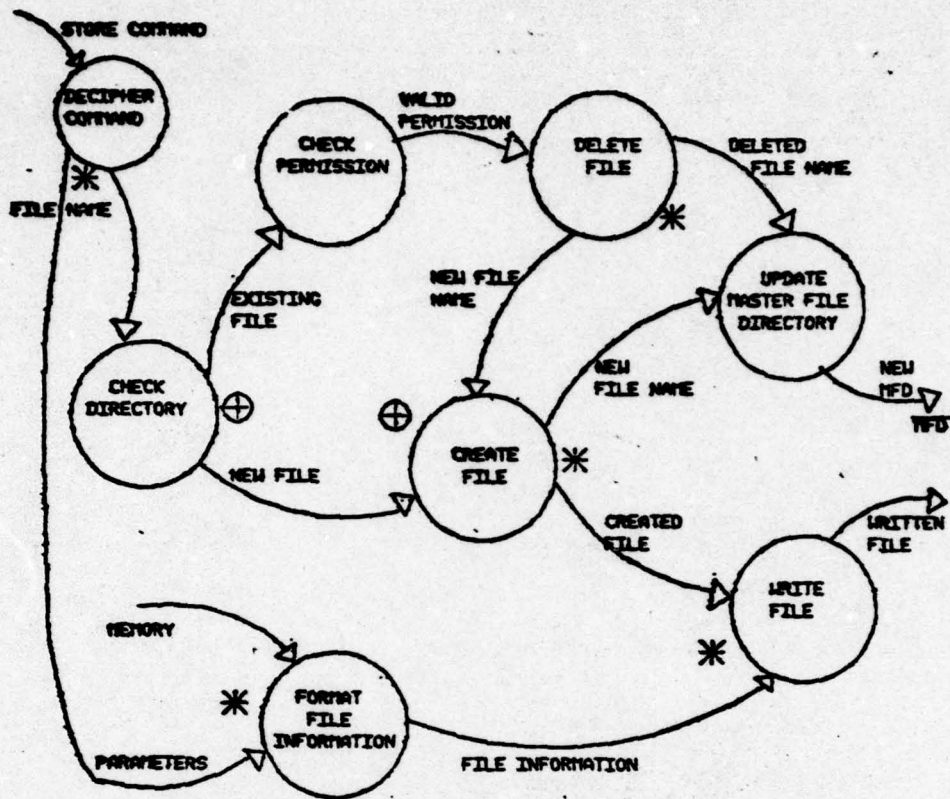 STORE COMMAND
DECIPHER
COMMAND
FILE NAME
CHECK
PERMISSION
VALID
PERMISSION
DELETE
FILE
DELETED
FILE NAME
EXISTING
FILE
NEW FILE
NAME
UPDATE
MASTER FILE
DIRECTORY
CHECK
DIRECTORY
NEW
FILE NAME
NEW
MFD
MFD
NEW FILE
CREATE
FILE
CREATED
FILE
WRITTEN
FILE
WRITE
FILE
MEMORY
FORMAT
FILE
INFORMATION
PARAMETERS
FILE INFORMATION